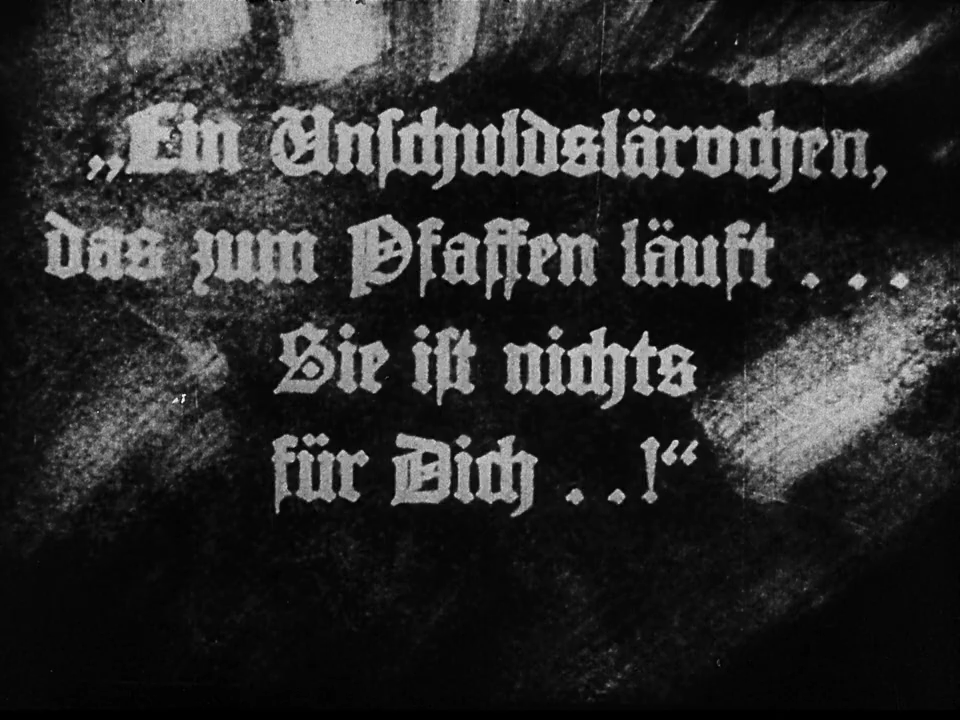 „Ein Unschuldslärvchen,
das zum Pfaffen läuft . . .
Sie ist nichts
für Dich . . !“